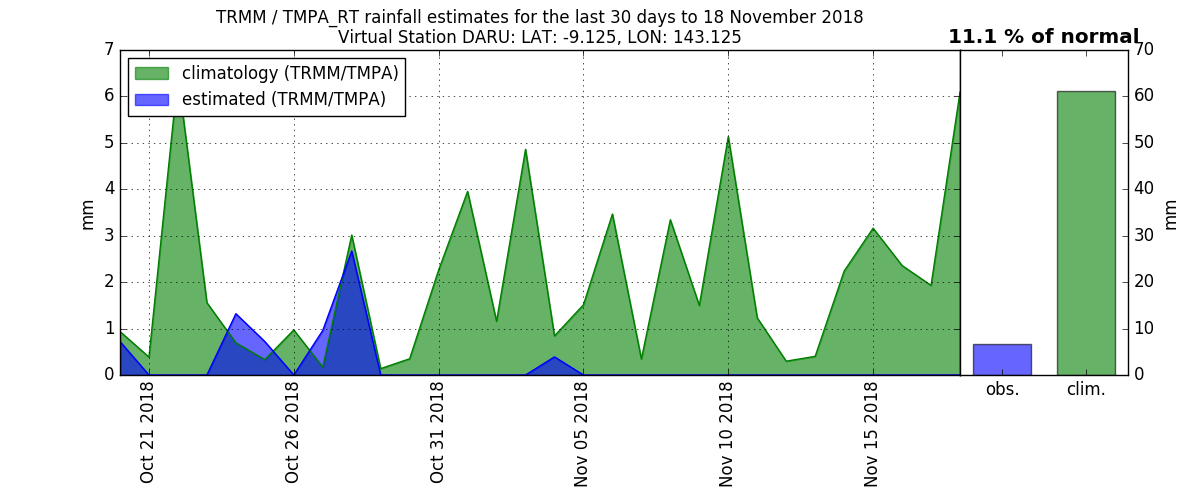 TRMM / TMPA_RT rainfall estimates for the last 30 days to 18 November 2018
Virtual Station DARU: LAT: -9.125, LON: 143.125
11.1 % of normal
climatology (TRMM/TMPA)
estimated (TRMM/TMPA)
7
6
5
4
3
2
1
0
mm
Oct 21 2018
Oct 26 2018
Oct 31 2018
Nov 05 2018
Nov 10 2018
Nov 15 2018
70
60
50
40
30
20
10
0
mm
obs.
clim.